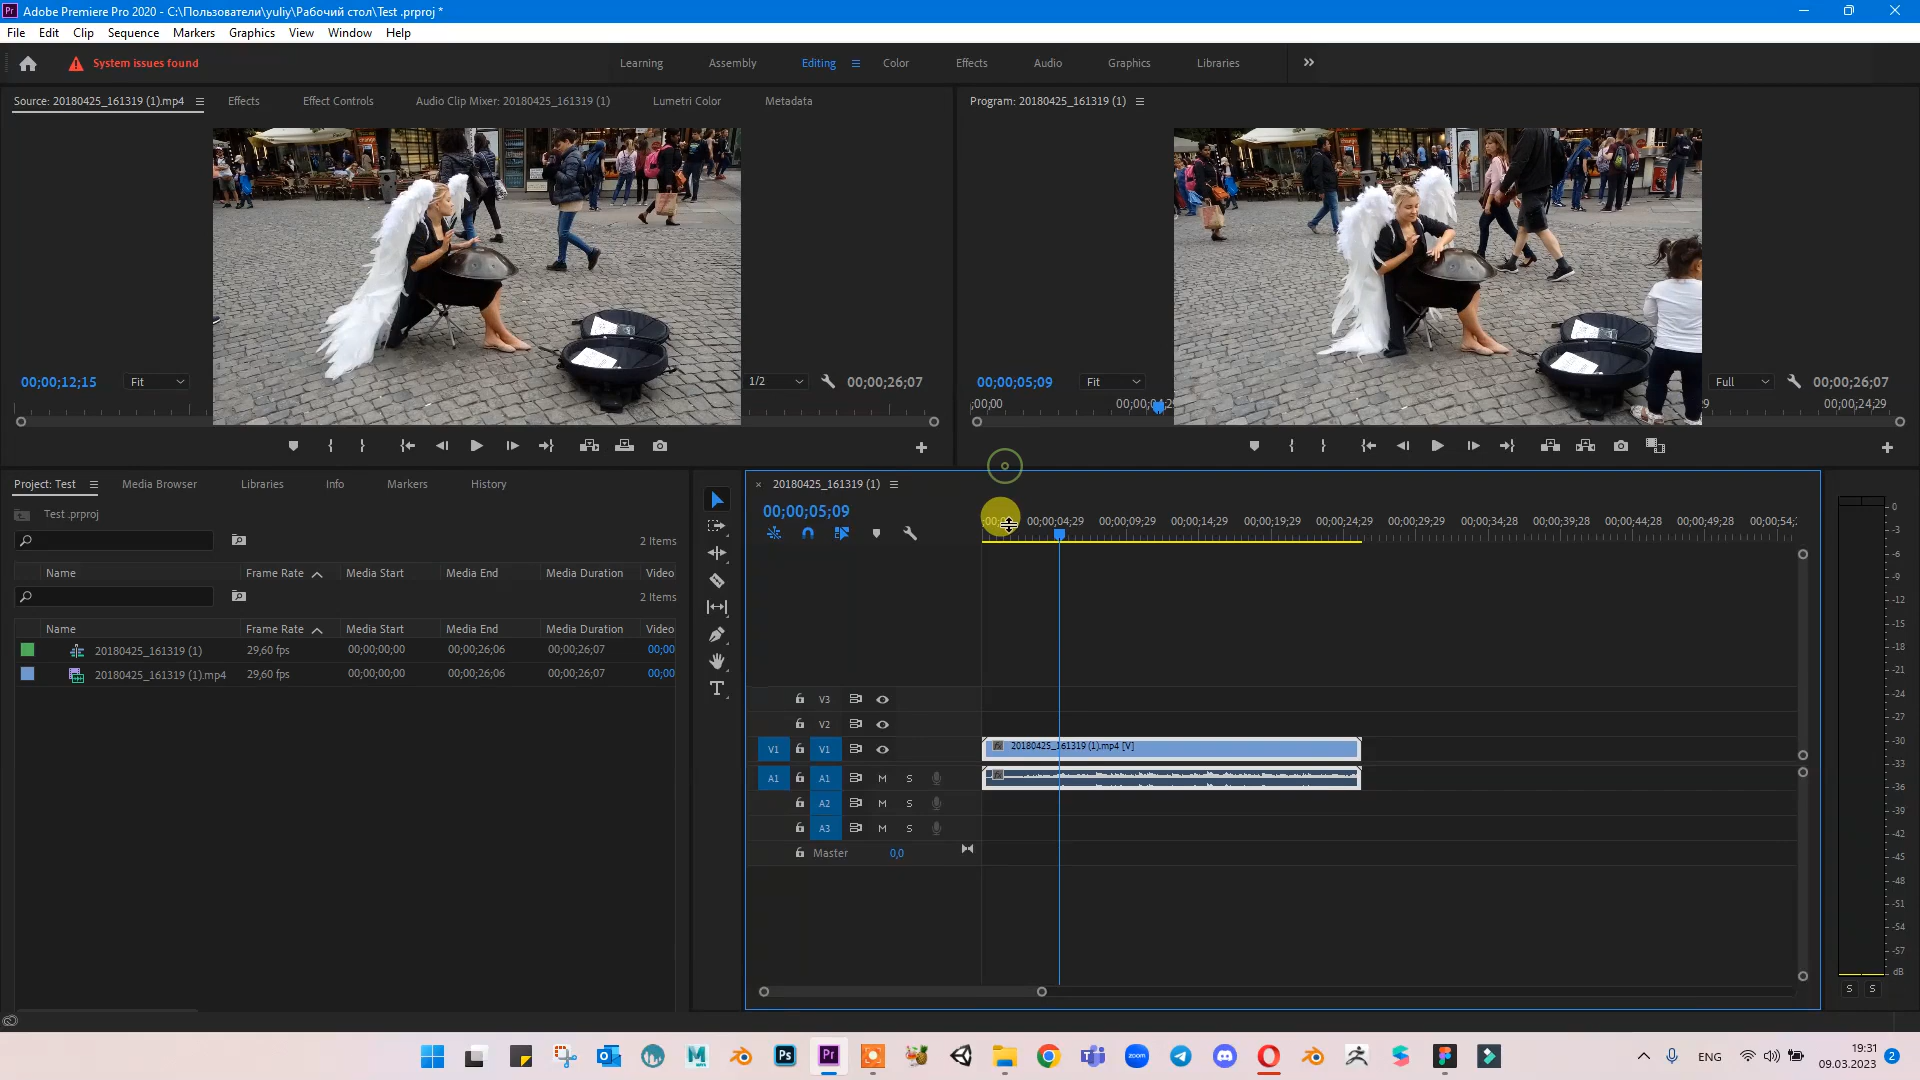 Adobe Premiere Pro 2020 - C:\Пользователи\yuliy\Рабочий стол\Test .prproj *
File Edit Clip Sequence Markers Graphics View Window Help
System issues found
Learning Assembly Editing Color Effects Audio Graphics Libraries
Source: 20180425_161319 (1).mp4 Effects Effect Controls Audio Clip Mixer: 20180425_161319 (1) Lumetri Color Metadata
Program: 20180425_161319 (1)
00;00;12;15 Fit 1/2 00;00;26;07
00;00;05;09 Fit Full 00;00;26;07
;00;00 00;00;24;29
Project: Test Media Browser Libraries Info Markers History
Test .prproj
2 Items
Name Frame Rate Media Start Media End Media Duration Video
2 Items
Name Frame Rate Media Start Media End Media Duration Video
20180425_161319 (1) 29,60 fps 00;00;00;00 00;00;26;06 00;00;26;07 00;00
20180425_161319 (1).mp4 29,60 fps 00;00;00;00 00;00;26;06 00;00;26;07 00;00
20180425_161319 (1)
00;00;05;09
00;00;04;29 00;00;09;29 00;00;14;29 00;00;19;29 00;00;24;29 00;00;29;29 00;00;34;28 00;00;39;28 00;00;44;28 00;00;49;28 00;00;54;
V3
V2
V1 V1 20180425_161319 (1).mp4 [V]
A1 A1 M S
A2 M S
A3 M S
Master 0,0
0
-3
-6
-9
-12
-15
-18
-21
-24
-27
-30
-33
-36
-39
-42
-45
-48
-51
-54
-57
dB
S S
Ps Pr zoom
ENG
19:31
09.03.2023
2